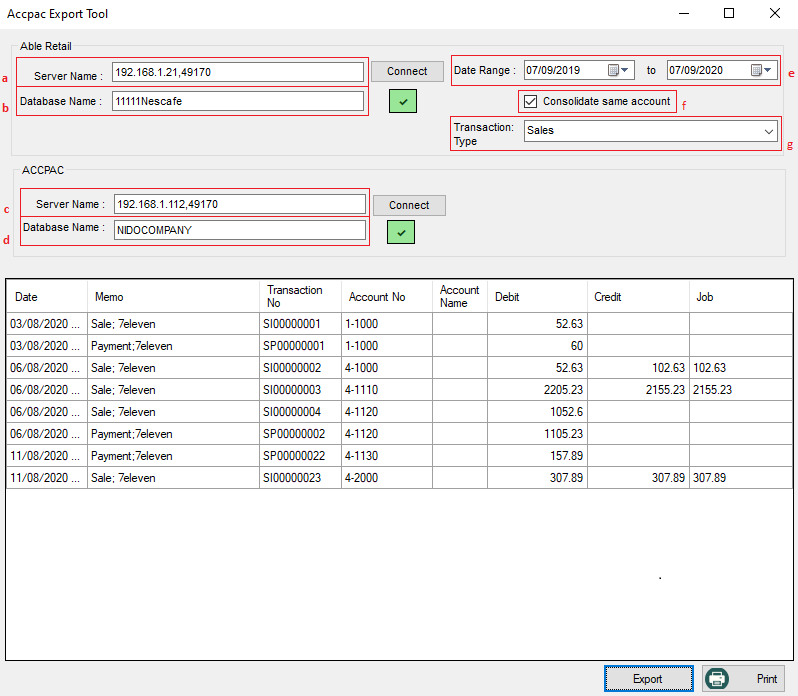 Accpac Export Tool
Able Retail
a Server Name : 192.168.1.21,49170 Connect
b Database Name : 11111Nescafe
Date Range : 07/09/2019 to 07/09/2020 e
Consolidate same account f
Transaction: Type Sales g
ACCPAC
c Server Name : 192.168.1.112,49170 Connect
d Database Name : NIDOCOMPANY
Date Memo Transaction No Account No Account Name Debit Credit Job
03/08/2020 ... Sale; 7eleven SI00000001 1-1000 52.63
03/08/2020 ... Payment;7eleven SP00000001 1-1000 60
06/08/2020 ... Sale; 7eleven SI00000002 4-1000 52.63 102.63 102.63
06/08/2020 ... Sale; 7eleven SI00000003 4-1110 2205.23 2155.23 2155.23
06/08/2020 ... Sale; 7eleven SI00000004 4-1120 1052.6
06/08/2020 ... Payment;7eleven SP00000002 4-1120 1105.23
11/08/2020 ... Payment;7eleven SP00000022 4-1130 157.89
11/08/2020 ... Sale; 7eleven SI00000023 4-2000 307.89 307.89 307.89
Export Print